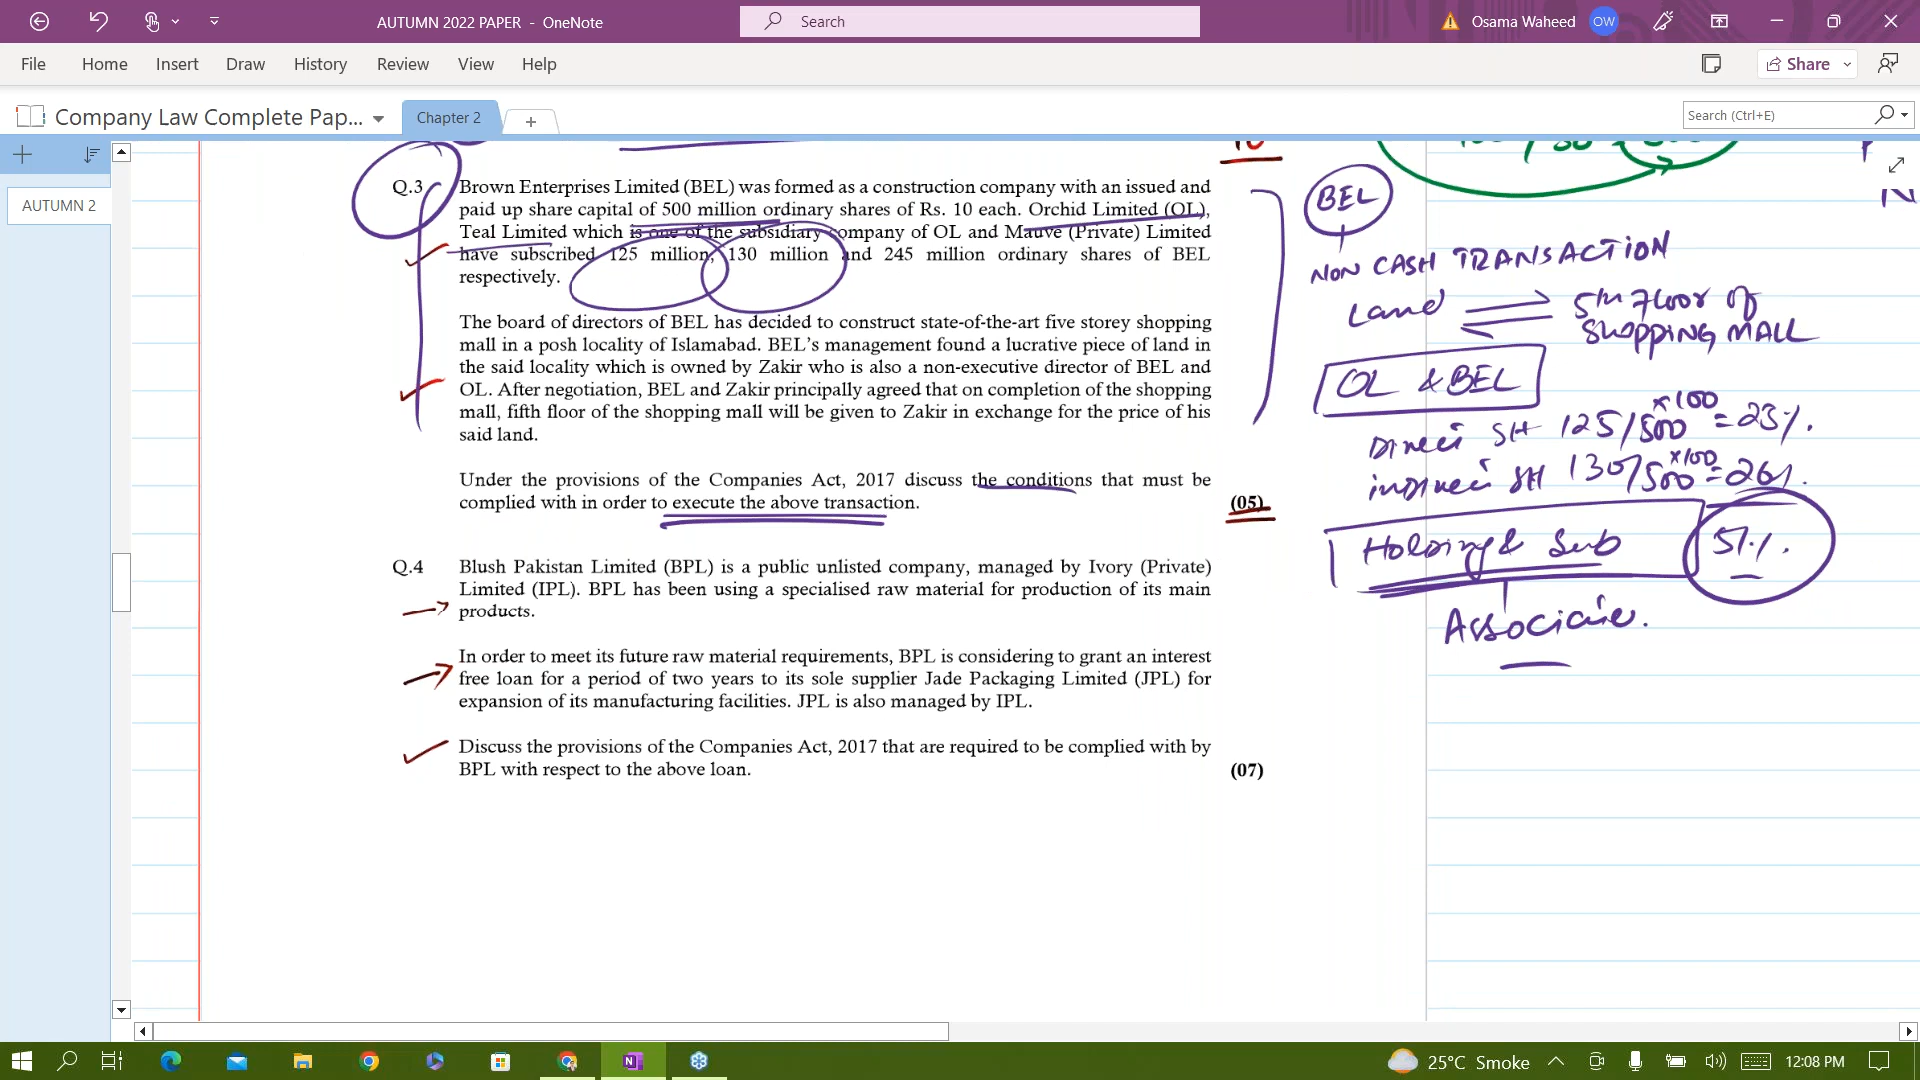 AUTUMN 2022 PAPER - OneNote
Search
Osama Waheed
OW
File Home Insert Draw History Review View Help
Share
Company Law Complete Pap...
Chapter 2
Search (Ctrl+E)
AUTUMN 2
Q.3 Brown Enterprises Limited (BEL) was formed as a construction company with an issued and
paid up share capital of 500 million ordinary shares of Rs. 10 each. Orchid Limited (OL),
Teal Limited which is one of the subsidiary company of OL and Mauve (Private) Limited
have subscribed 125 million, 130 million and 245 million ordinary shares of BEL
respectively.
The board of directors of BEL has decided to construct state-of-the-art five storey shopping
mall in a posh locality of Islamabad. BEL's management found a lucrative piece of land in
the said locality which is owned by Zakir who is also a non-executive director of BEL and
OL. After negotiation, BEL and Zakir principally agreed that on completion of the shopping
mall, fifth floor of the shopping mall will be given to Zakir in exchange for the price of his
said land.
Under the provisions of the Companies Act, 2017 discuss the conditions that must be
complied with in order to execute the above transaction. (05)
Q.4 Blush Pakistan Limited (BPL) is a public unlisted company, managed by Ivory (Private)
Limited (IPL). BPL has been using a specialised raw material for production of its main
products.
In order to meet its future raw material requirements, BPL is considering to grant an interest
free loan for a period of two years to its sole supplier Jade Packaging Limited (JPL) for
expansion of its manufacturing facilities. JPL is also managed by IPL.
Discuss the provisions of the Companies Act, 2017 that are required to be complied with by
BPL with respect to the above loan. (07)
BEL
NON CASH TRANSACTION
Land 5th Floor of
Shopping MALL
OL & BEL
Direct SH 125/500 x100 = 25%.
indirect SH 130/500 x100 = 26%.
Holding & Sub 51%.
Associate.
25°C Smoke
12:08 PM